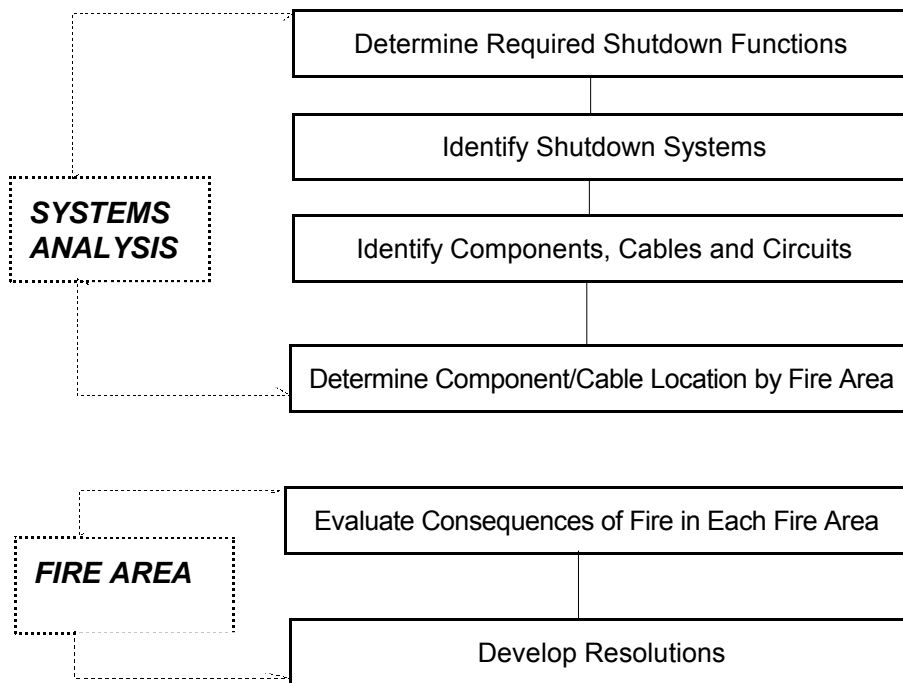 Determine Required Shutdown Functions
Identify Shutdown Systems
SYSTEMS
ANALYSIS
Identify Components, Cables and Circuits
Determine Component/Cable Location by Fire Area
Evaluate Consequences of Fire in Each Fire Area
FIRE AREA
Develop Resolutions